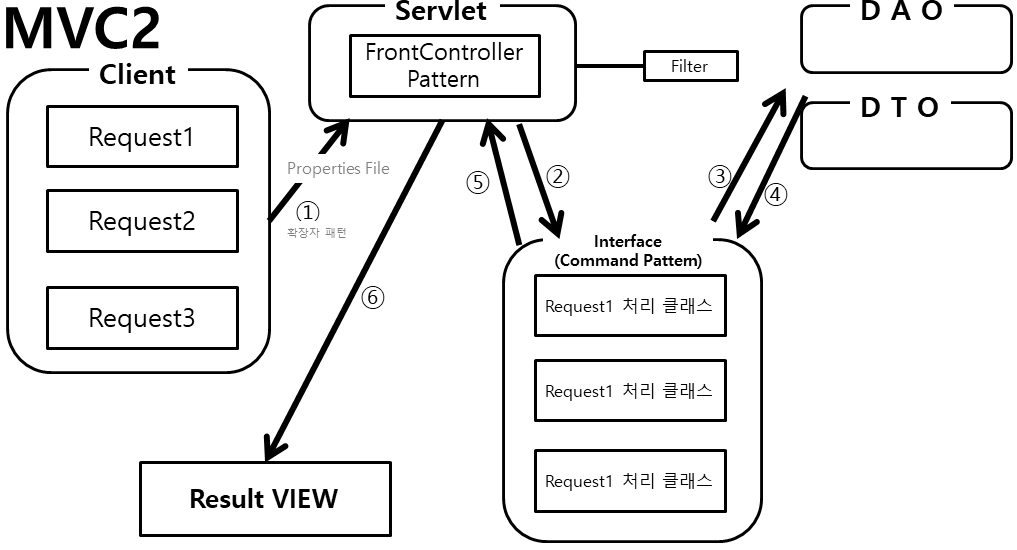 MVC2
Client
Request1
Request2
Request3
Properties File
①
확장자 패턴
Servlet
FrontController
Pattern
Filter
D A O
D T O
②
③
④
⑤
⑥
Interface
(Command Pattern)
Request1 처리 클래스
Request1 처리 클래스
Request1 처리 클래스
Result VIEW